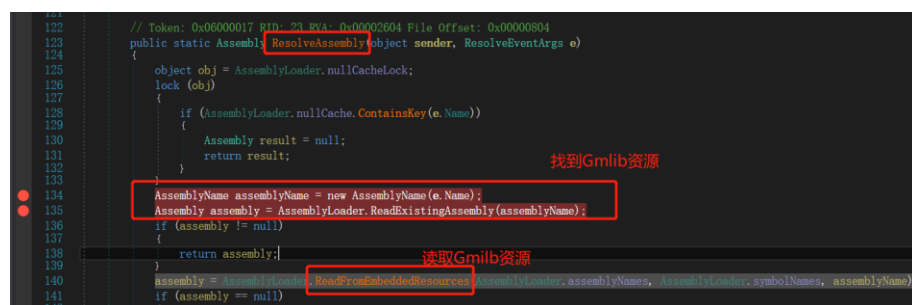 121
122 // Token: 0x06000017 RID: 23 RVA: 0x00002604 File Offset: 0x00000804
123 public static Assembly ResolveAssembly(object sender, ResolveEventArgs e)
124 {
125 object obj = AssemblyLoader.nullCacheLock;
126 lock (obj)
127 {
128 if (AssemblyLoader.nullCache.ContainsKey(e.Name))
129 {
130 Assembly result = null;
131 return result;
132 }
133 }
找到Gmlib资源
134 AssemblyName assemblyName = new AssemblyName(e.Name);
135 Assembly assembly = AssemblyLoader.ReadExistingAssembly(assemblyName);
136 if (assembly != null)
137 {
138 return assembly;
读取Gmilb资源
139 }
140 assembly = AssemblyLoader.ReadFromEmbeddedResources(AssemblyLoader.assemblyNames, AssemblyLoader.symbolNames, assemblyName)
141 if (assembly == null)